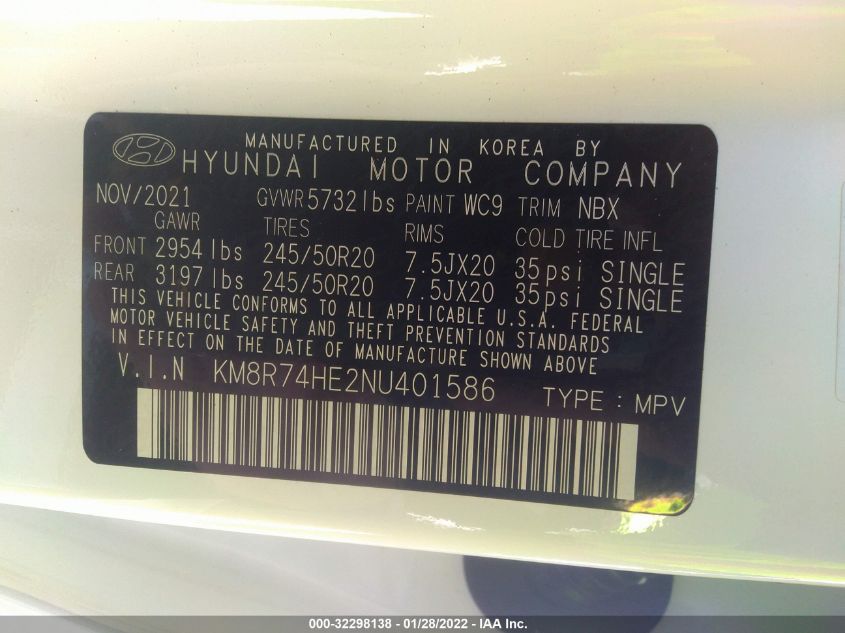 MANUFACTURED IN KOREA BY
HYUNDAI MOTOR COMPANY
NOV/2021 GVWR 5732lbs PAINT WC9 TRIM NBX
GAWR TIRES RIMS COLD TIRE INFL
FRONT 2954 lbs 245/50R20 7.5JX20 35psi SINGLE
REAR 3197 lbs 245/50R20 7.5JX20 35psi SINGLE
THIS VEHICLE CONFORMS TO ALL APPLICABLE U.S.A. FEDERAL
MOTOR VEHICLE SAFETY AND THEFT PREVENTION STANDARDS
IN EFFECT ON THE DATE OF MANUFACTURE SHOWN ABOVE
V.I.N KM8R74HE2NU401586 TYPE : MPV
000-32298138 - 01/28/2022 - IAA Inc.